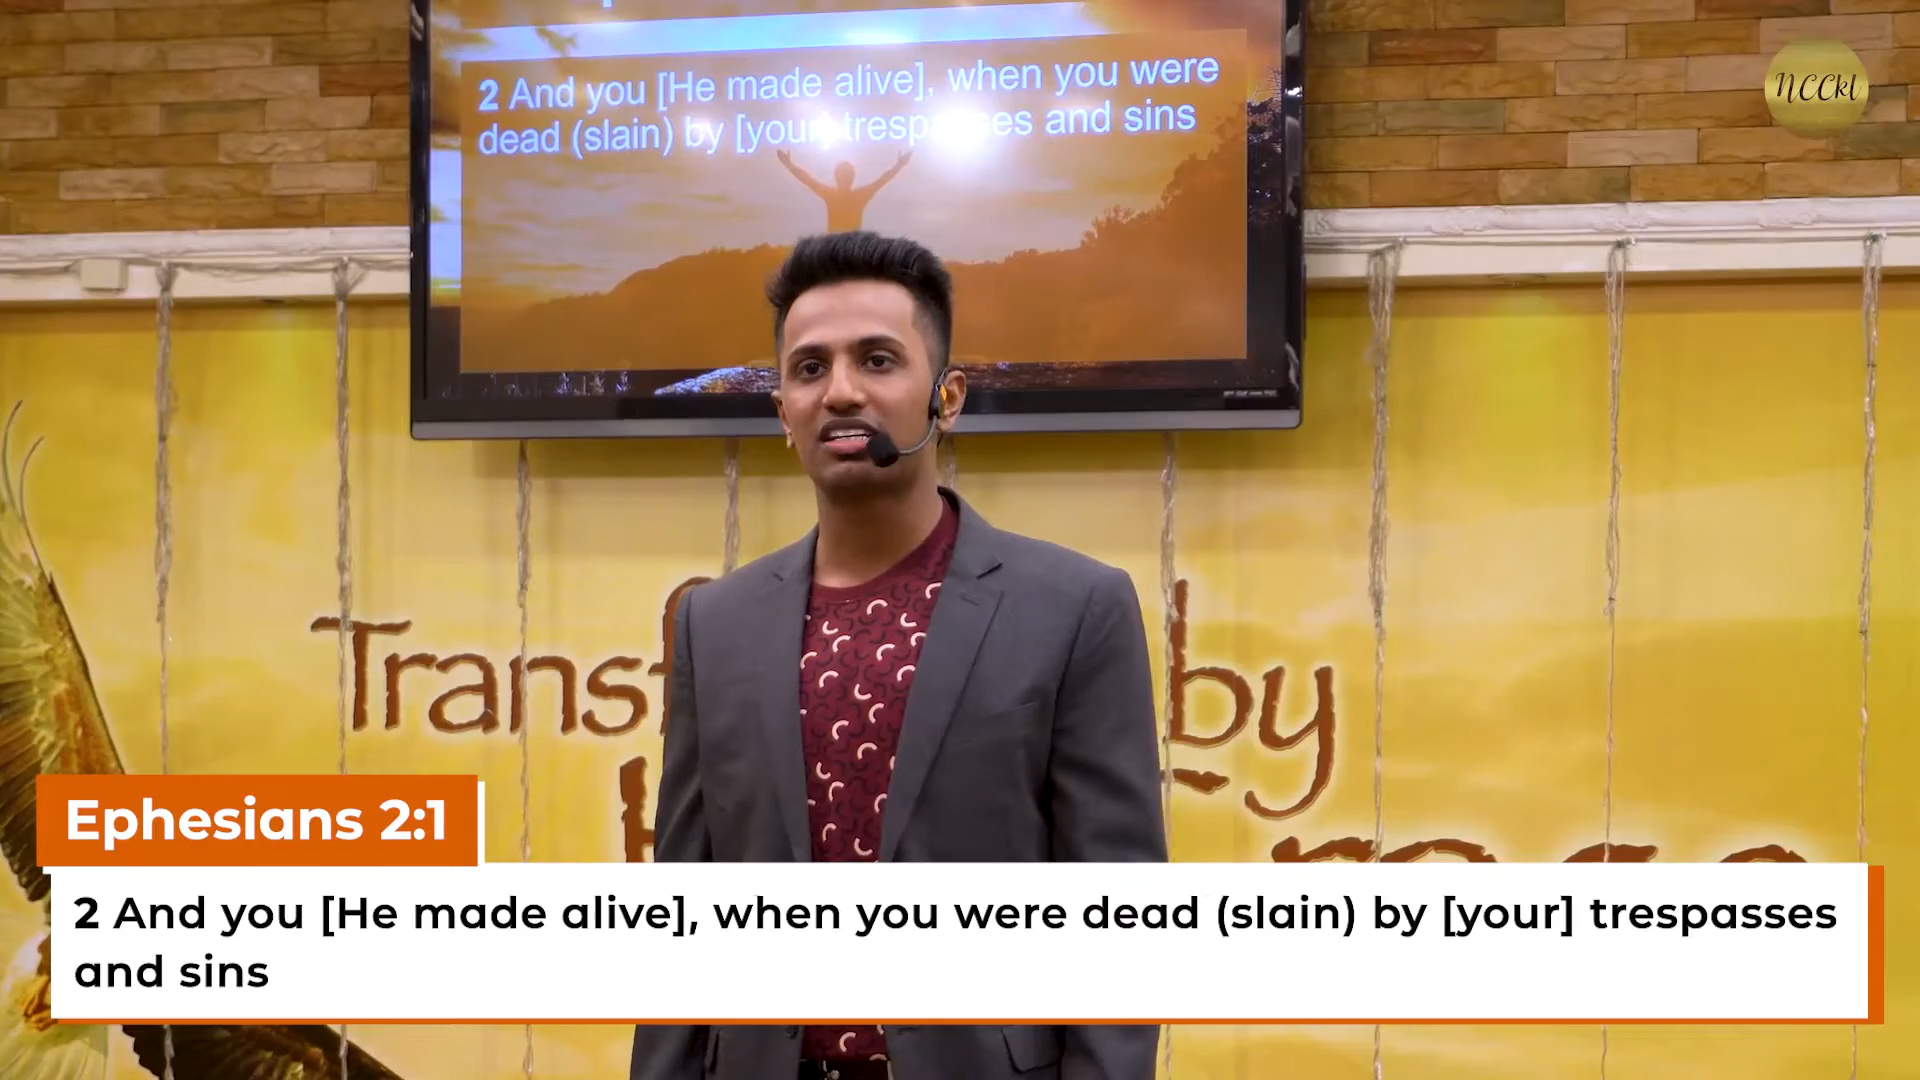 2 And you [He made alive], when you were
dead (slain) by [your] trespasses and sins
NCCkl
by
Ephesians 2:1
2 And you [He made alive], when you were dead (slain) by [your] trespasses
and sins